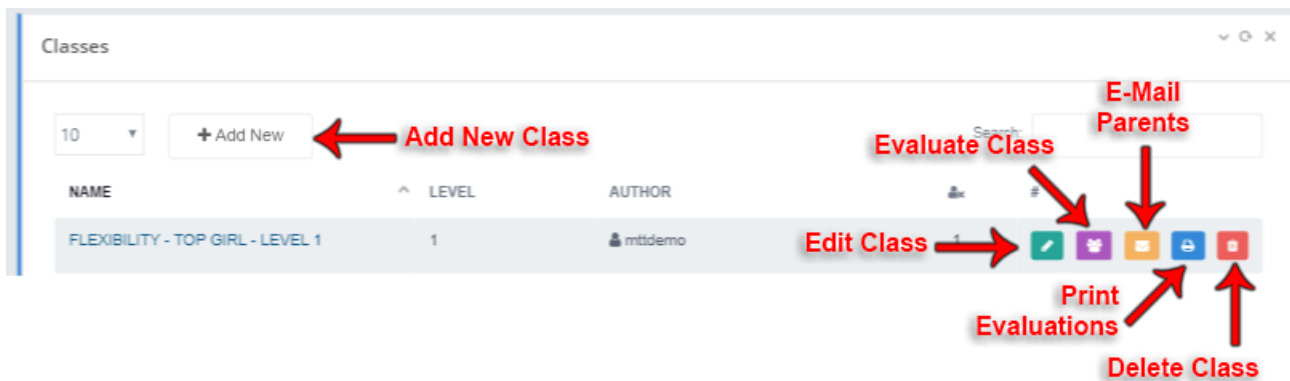 Classes
E-Mail
Parents
10
+ Add New
Add New Class
Search:
Evaluate Class
NAME
LEVEL
AUTHOR
#
FLEXIBILITY - TOP GIRL - LEVEL 1
1
mttdemo
Edit Class
1
Print
Evaluations
Delete Class